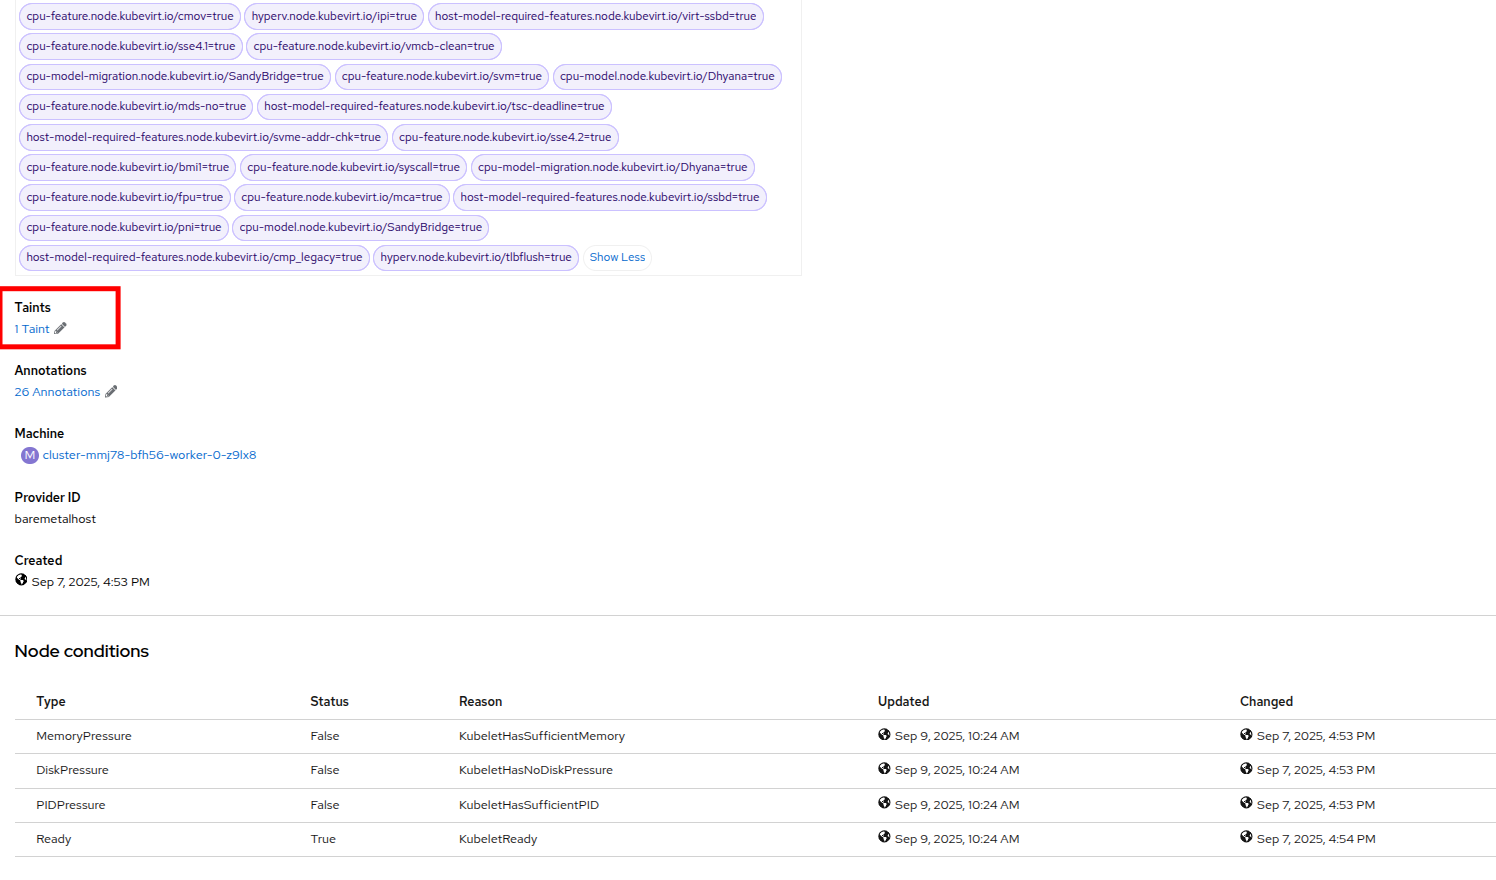 cpu-feature.node.kubevirt.io/cmov=true hyperv.node.kubevirt.io/ipi=true host-model-required-features.node.kubevirt.io/virt-ssbd=true
cpu-feature.node.kubevirt.io/sse4.1=true cpu-feature.node.kubevirt.io/vmcb-clean=true
cpu-model-migration.node.kubevirt.io/SandyBridge=true cpu-feature.node.kubevirt.io/svm=true cpu-model.node.kubevirt.io/Dhyana=true
cpu-feature.node.kubevirt.io/mds-no=true host-model-required-features.node.kubevirt.io/tsc-deadline=true
host-model-required-features.node.kubevirt.io/svme-addr-chk=true cpu-feature.node.kubevirt.io/sse4.2=true
cpu-feature.node.kubevirt.io/bmi1=true cpu-feature.node.kubevirt.io/syscall=true cpu-model-migration.node.kubevirt.io/Dhyana=true
cpu-feature.node.kubevirt.io/fpu=true cpu-feature.node.kubevirt.io/mca=true host-model-required-features.node.kubevirt.io/ssbd=true
cpu-feature.node.kubevirt.io/pni=true cpu-model.node.kubevirt.io/SandyBridge=true
host-model-required-features.node.kubevirt.io/cmp_legacy=true hyperv.node.kubevirt.io/tlbflush=true Show Less
Taints
1 Taint
Annotations
26 Annotations
Machine
M cluster-mmj78-bfh56-worker-0-z9lx8
Provider ID
baremetalhost
Created
Sep 7, 2025, 4:53 PM
Node conditions
Type Status Reason Updated Changed
MemoryPressure False KubeletHasSufficientMemory Sep 9, 2025, 10:24 AM Sep 7, 2025, 4:53 PM
DiskPressure False KubeletHasNoDiskPressure Sep 9, 2025, 10:24 AM Sep 7, 2025, 4:53 PM
PIDPressure False KubeletHasSufficientPID Sep 9, 2025, 10:24 AM Sep 7, 2025, 4:53 PM
Ready True KubeletReady Sep 9, 2025, 10:24 AM Sep 7, 2025, 4:54 PM